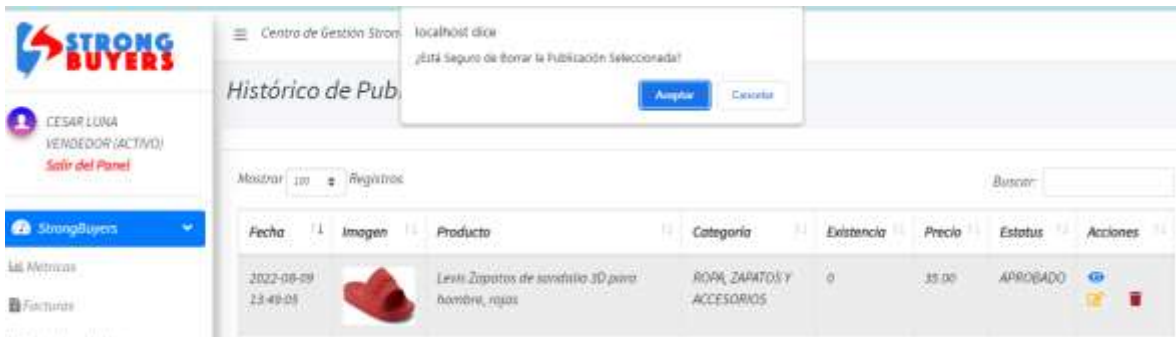 STRONG
BUYERS
CESAR LUNA
VENDEDOR (ACTIVO)
Salir del Panel
StrongBuyers
Métricas
Facturas
Centro de Gestión Stron
localhost dice
¿Está Seguro de Borrar la Publicación Seleccionada?
Aceptar Cancelar
Histórico de Pub
Mostrar 100 Registros
Buscar:
Fecha Imagen Producto Categoría Existencia Precio Estatus Acciones
2022-08-09 Levis Zapatos de sandalia 3D para ROPA, ZAPATOS Y 0 35.00 APROBADO
13:49:05 hombre, rojas ACCESORIOS